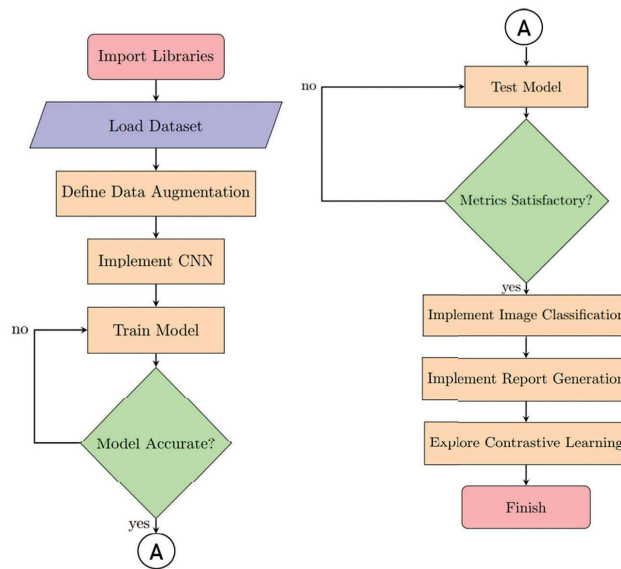 Import Libraries
Load Dataset
Define Data Augmentation
Implement CNN
no
Train Model
Model Accurate?
yes
A
A
no
Test Model
Metrics Satisfactory?
yes
Implement Image Classification
Implement Report Generation
Explore Contrastive Learning
Finish